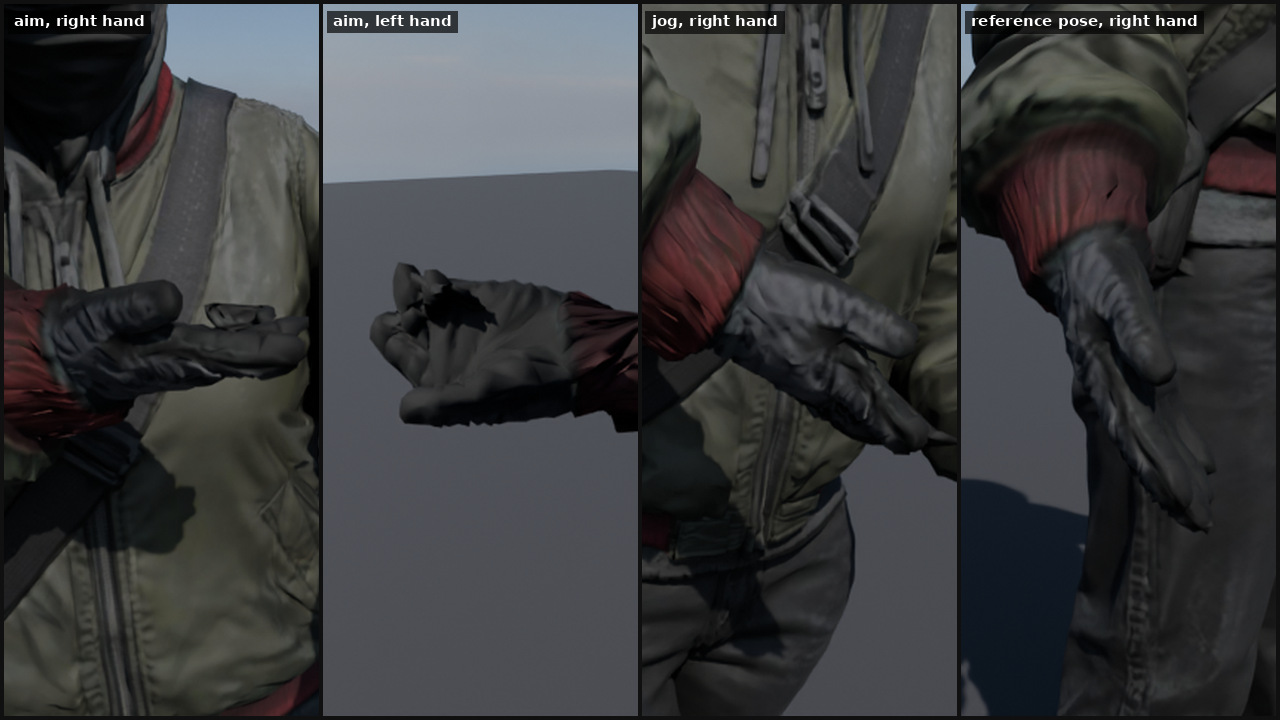 aim, right hand
aim, left hand
jog, right hand
reference pose, right hand